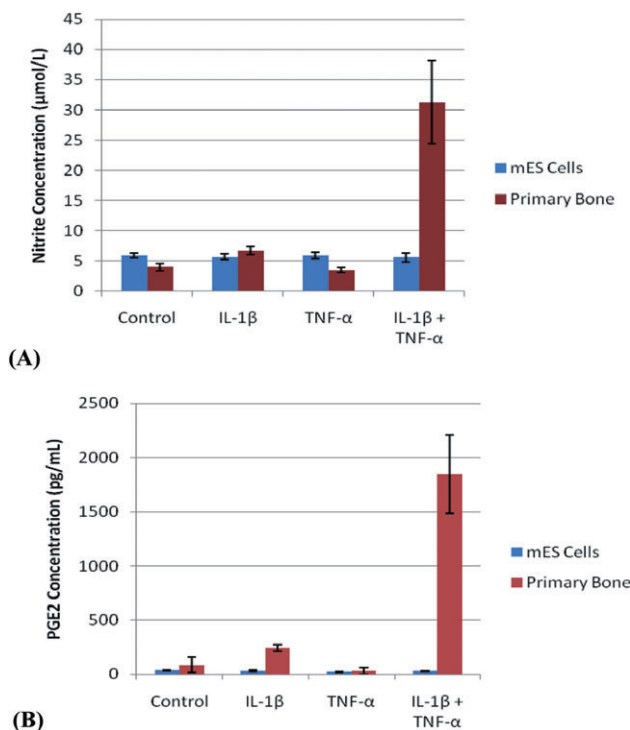 45
40
35
30
25
20
15
10
5
0
Nitrite Concentration (µmol/L)
Control
IL-1β
TNF-α
IL-1β +
TNF-α
mES Cells
Primary Bone
(A)
2500
2000
1500
1000
500
0
PGE2 Concentration (pg/mL)
Control
IL-1β
TNF-α
IL-1β +
TNF-α
mES Cells
Primary Bone
(B)